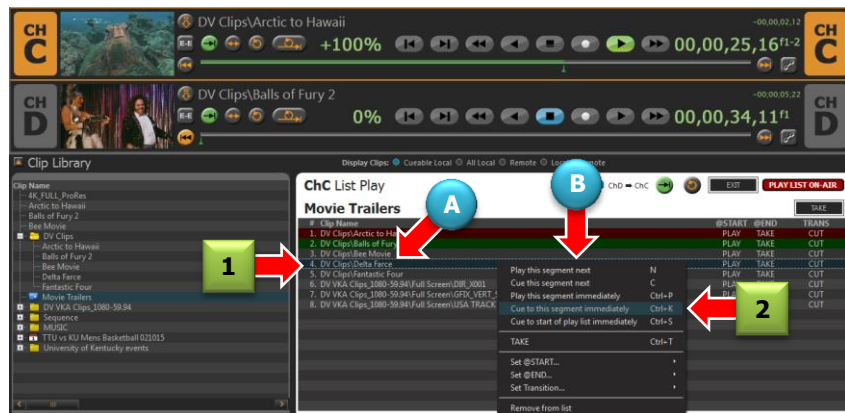 CH C
DV Clips\Arctic to Hawaii
-00;00;02;12
CH C
E-E
+100%
00,00,25,16f1-2
CH D
DV Clips\Balls of Fury 2
-00;00;05;22
CH D
E-E
0%
00,00,34,11f1
Clip Library
Display Clips: Cueable Local All Local Remote
Clip Name
4K_FULL_ProRes
Arctic to Hawaii
Balls of Fury 2
Bee Movie
DV Clips
Arctic to Hawaii
Balls of Fury 2
Bee Movie
Delta Farce
Fantastic Four
Movie Trailers
DV VKA Clips_1080-59.94
Sequence
MUSIC
TTU vs KU Mens Basketball 021015
University of Kentucky events
ChC List Play
ChD ChC
EXIT
PLAY LIST ON-AIR
Movie Trailers
TAKE
# Clip Name @START @END TRANS
1. DV Clips\Arctic to Ha PLAY TAKE CUT
2. DV Clips\Balls of Fury PLAY TAKE CUT
3. DV Clips\Bee Movie PLAY TAKE CUT
4. DV Clips\Delta Farce PLAY TAKE CUT
5. DV Clips\Fantastic Four PLAY TAKE CUT
6. DV VKA Clips_1080-59.94\Full Screen\DIR_X001 PLAY TAKE CUT
7. DV VKA Clips_1080-59.94\Full Screen\GFIX_VERT_S TAKE CUT
8. DV VKA Clips_1080-59.94\Full Screen\USA TRACK TAKE CUT
Play this segment next N
Cue this segment next C
Play this segment immediately Ctrl+P
Cue to this segment immediately Ctrl+K
Cue to start of play list immediately Ctrl+S
TAKE Ctrl+T
Set @START...
Set @END...
Set Transition...
Remove from list
A
B
1
2